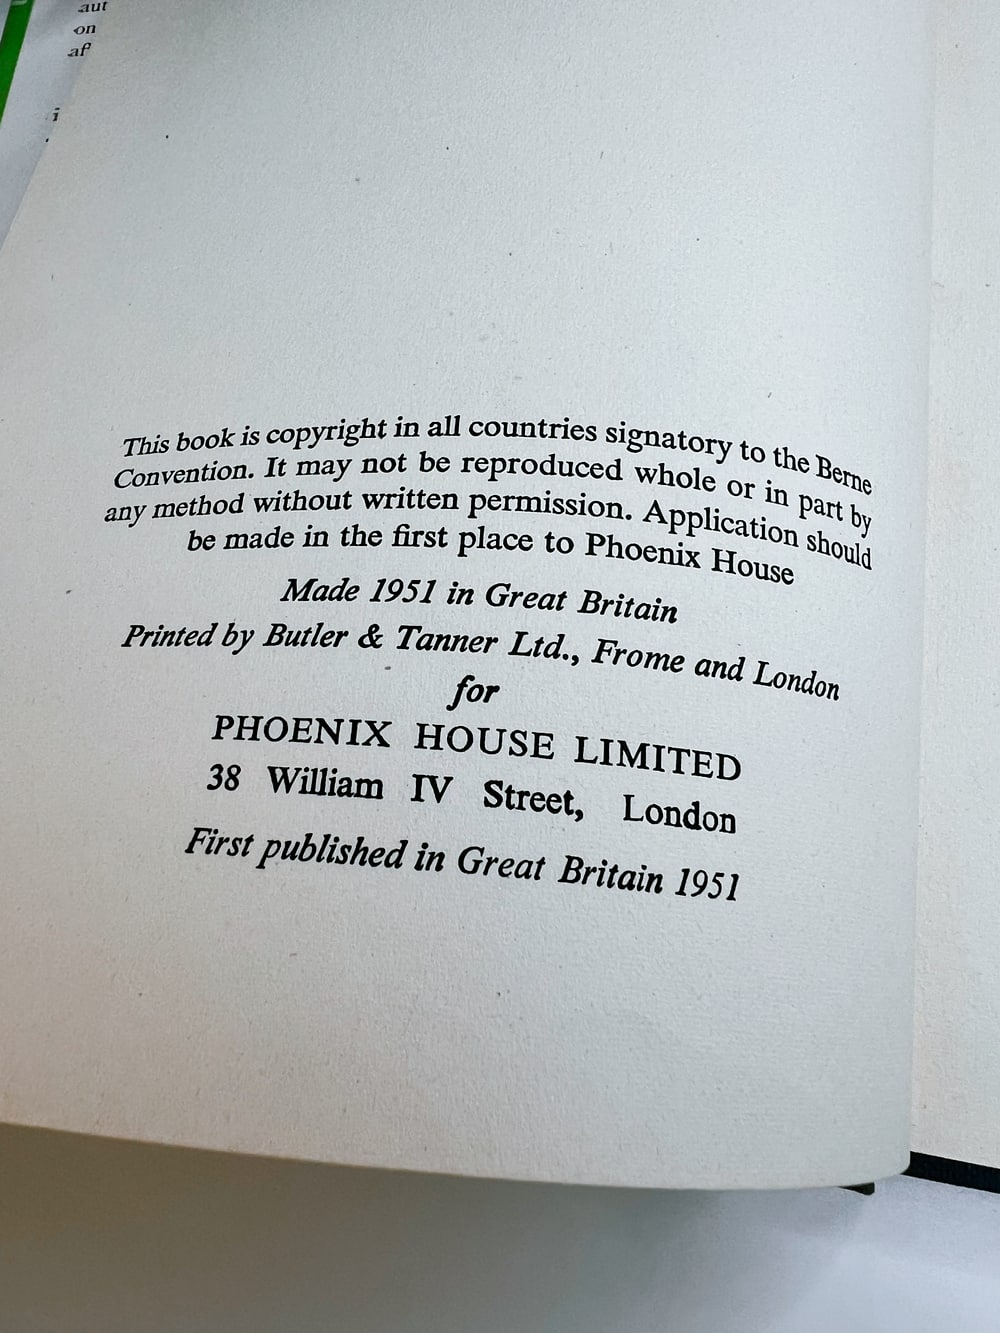 aut
on
af
i
This book is copyright in all countries signatory to the Berne
Convention. It may not be reproduced whole or in part by
any method without written permission. Application should
be made in the first place to Phoenix House
Made 1951 in Great Britain
Printed by Butler & Tanner Ltd., Frome and London
for
PHOENIX HOUSE LIMITED
38 William IV Street, London
First published in Great Britain 1951